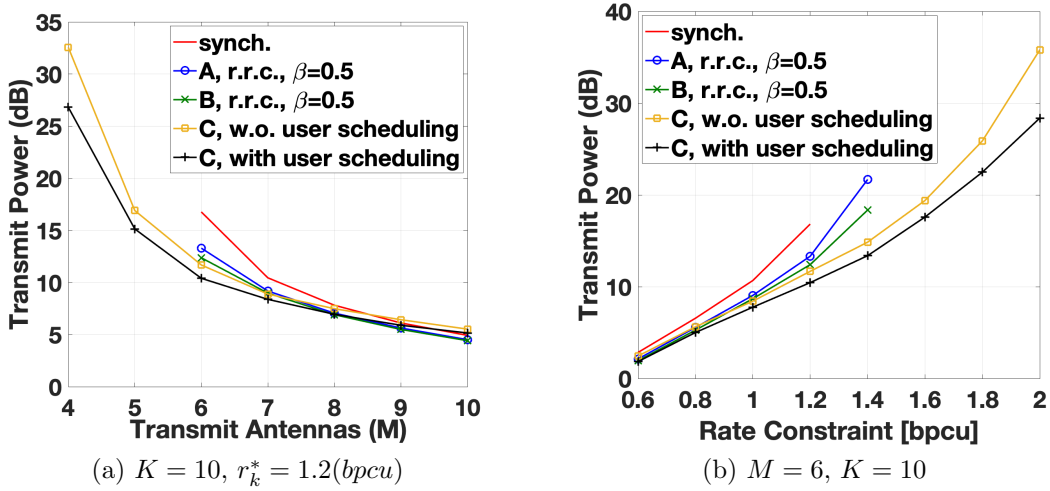 35
30
25
20
15
10
5
0
Transmit Power (dB)
synch.
A, r.r.c., β=0.5
B, r.r.c., β=0.5
C, w.o. user scheduling
C, with user scheduling
4 5 6 7 8 9 10
Transmit Antennas (M)
(a) K = 10, r*k = 1.2(bpcu)
40
30
20
10
0
Transmit Power (dB)
synch.
A, r.r.c., β=0.5
B, r.r.c., β=0.5
C, w.o. user scheduling
C, with user scheduling
0.6 0.8 1 1.2 1.4 1.6 1.8 2
Rate Constraint [bpcu]
(b) M = 6, K = 10